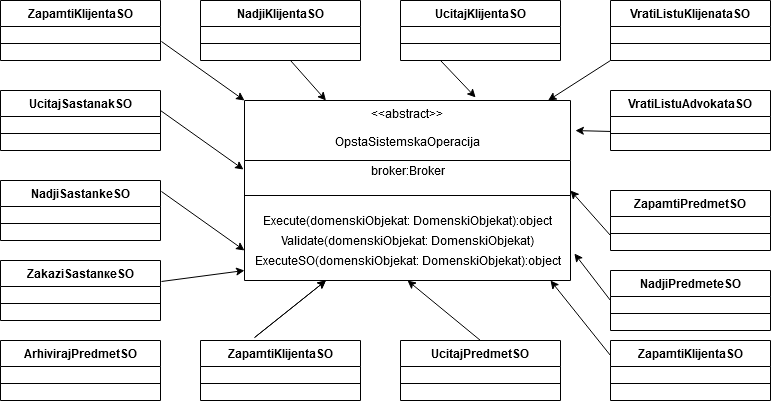 ZapamtiKlijentaSO
NadjiKlijentaSO
UcitajKlijentaSO
VratiListuKlijenataSO
UcitajSastanakSO
<<abstract>>
OpstaSistemskaOperacija
broker:Broker
Execute(domenskiObjekat: DomenskiObjekat):object
Validate(domenskiObjekat: DomenskiObjekat)
ExecuteSO(domenskiObjekat: DomenskiObjekat):object
VratiListuAdvokataSO
NadjiSastankeSO
ZapamtiPredmetSO
ZakaziSastankeSO
NadjiPredmeteSO
ArhivirajPredmetSO
ZapamtiKlijentaSO
UcitajPredmetSO
ZapamtiKlijentaSO